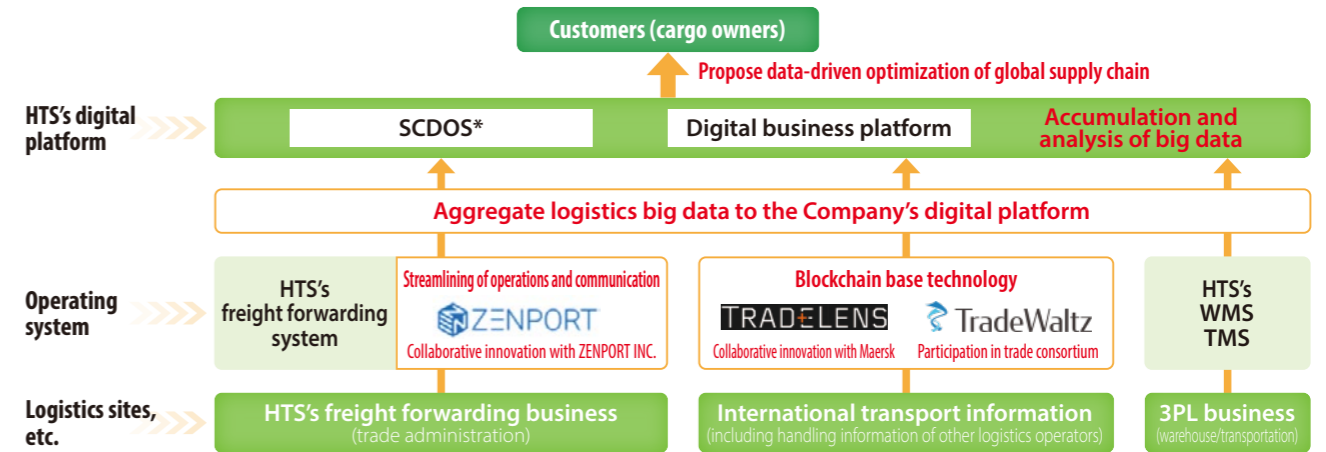 Customers (cargo owners)
Propose data-driven optimization of global supply chain
HTS's digital
platform
SCDOS*
Digital business platform
Accumulation and
analysis of big data
Aggregate logistics big data to the Company's digital platform
Operating
system
HTS's
freight forwarding
system
Streamlining of operations and communication
ZENPORT
Collaborative innovation with ZENPORT INC.
Blockchain base technology
TRADELENS
Collaborative innovation with Maersk
TradeWaltz
Participation in trade consortium
HTS's
WMS
TMS
Logistics sites,
etc.
HTS's freight forwarding business
(trade administration)
International transport information
(including handling information of other logistics operators)
3PL business
(warehouse/transportation)